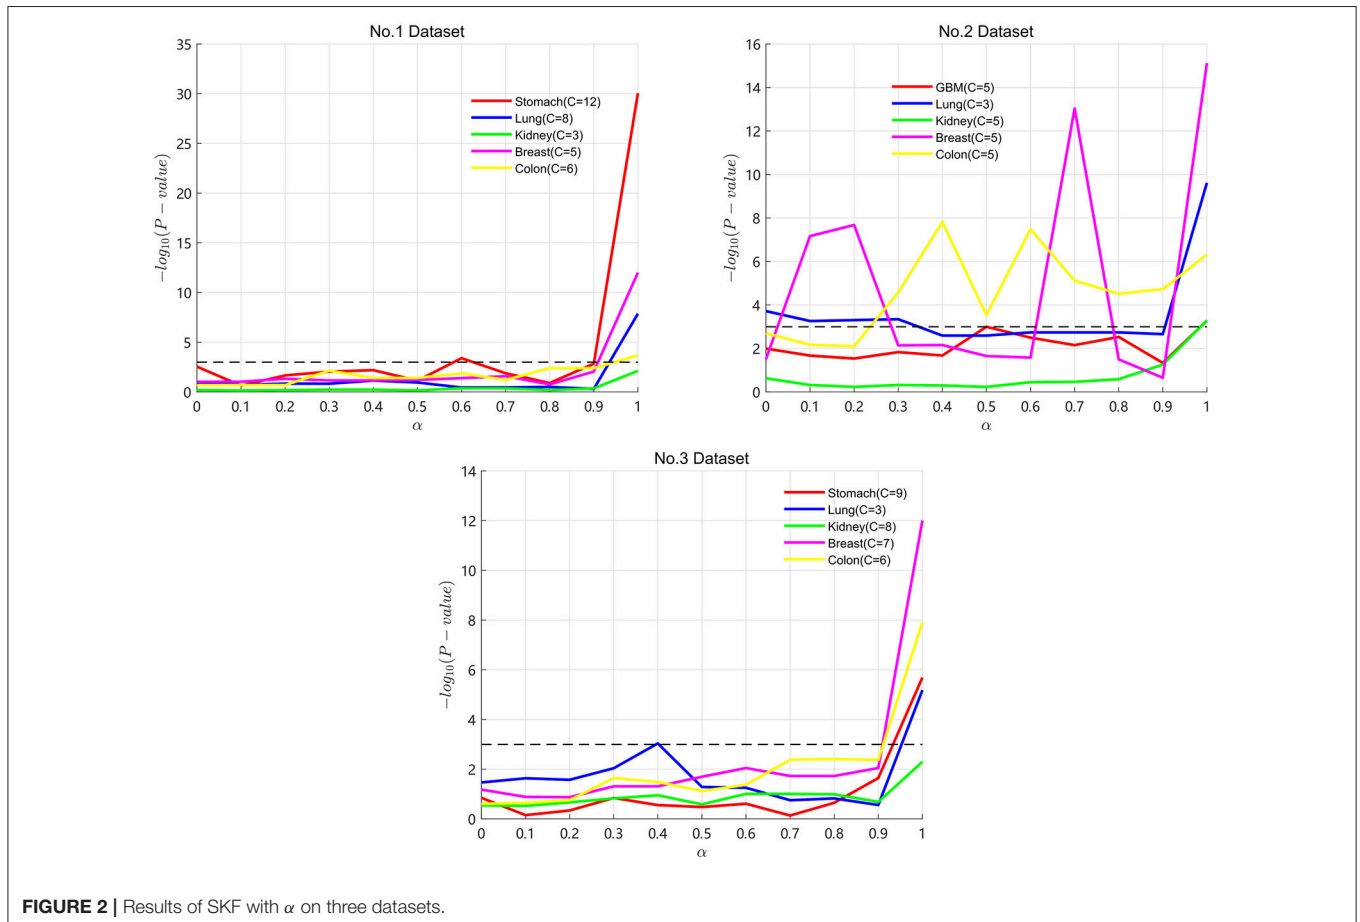 No.1 Dataset
35
30
25
20
15
10
5
0
−log10(P − value)
Stomach(C=12)
Lung(C=8)
Kidney(C=3)
Breast(C=5)
Colon(C=6)
0 0.1 0.2 0.3 0.4 0.5 0.6 0.7 0.8 0.9 1
α
No.2 Dataset
16
14
12
10
8
6
4
2
0
−log10(P − value)
GBM(C=5)
Lung(C=3)
Kidney(C=5)
Breast(C=5)
Colon(C=5)
0 0.1 0.2 0.3 0.4 0.5 0.6 0.7 0.8 0.9 1
α
No.3 Dataset
14
12
10
8
6
4
2
0
−log10(P − value)
Stomach(C=9)
Lung(C=3)
Kidney(C=8)
Breast(C=7)
Colon(C=6)
0 0.1 0.2 0.3 0.4 0.5 0.6 0.7 0.8 0.9 1
α
FIGURE 2 | Results of SKF with α on three datasets.